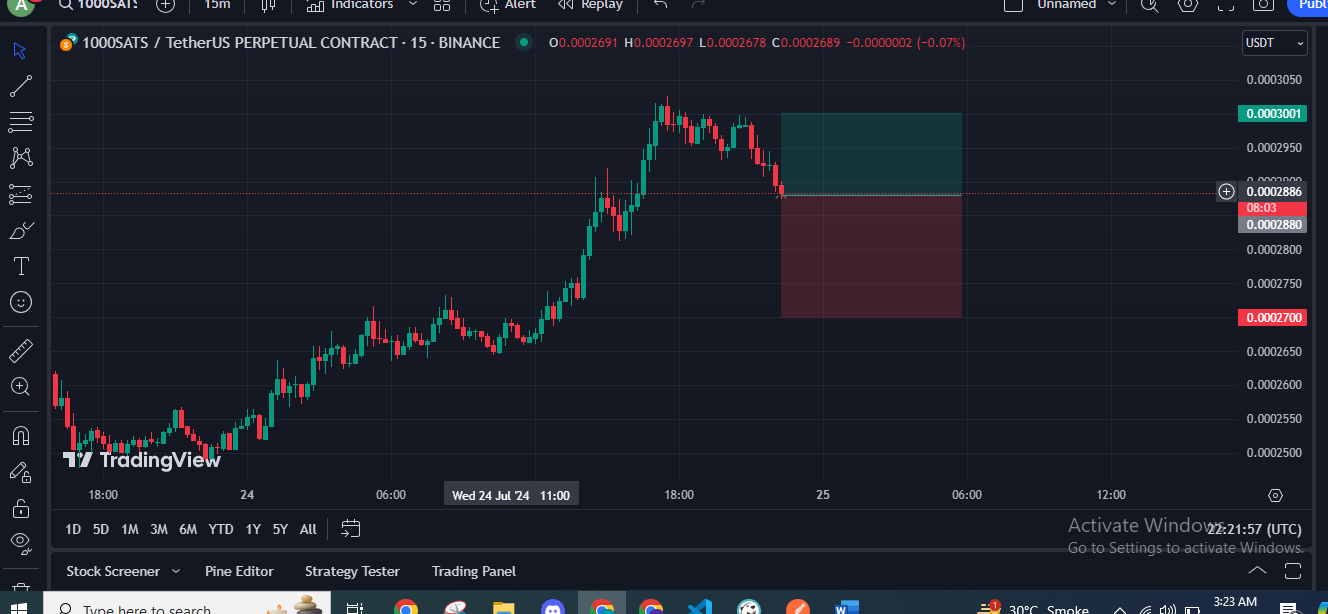 A 1000SATS 15m Indicators Alert Replay Unnamed Publ
1000SATS / TetherUS PERPETUAL CONTRACT · 15 · BINANCE O0.0002691 H0.0002697 L0.0002678 C0.0002689 −0.0000002 (−0.07%) USDT
0.0003050
0.0003001
0.0002950
0.0002900
0.0002886
08:03
0.0002880
0.0002800
0.0002750
0.0002700
0.0002650
0.0002600
0.0002550
0.0002500
TradingView
18:00 24 06:00 Wed 24 Jul '24 11:00 18:00 25 06:00 12:00
1D 5D 1M 3M 6M YTD 1Y 5Y All 22:21:57 (UTC)
Activate Windows
Go to Settings to activate Windows.
Stock Screener Pine Editor Strategy Tester Trading Panel
Type here to search 1 30°C Smoke 3:23 AM